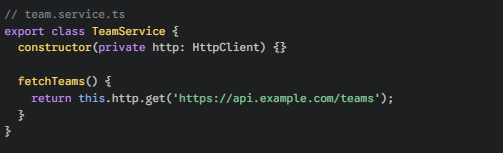 // team.service.ts
export class TeamService {
  constructor(private http: HttpClient) {}

  fetchTeams() {
    return this.http.get('https://api.example.com/teams');
  }
}